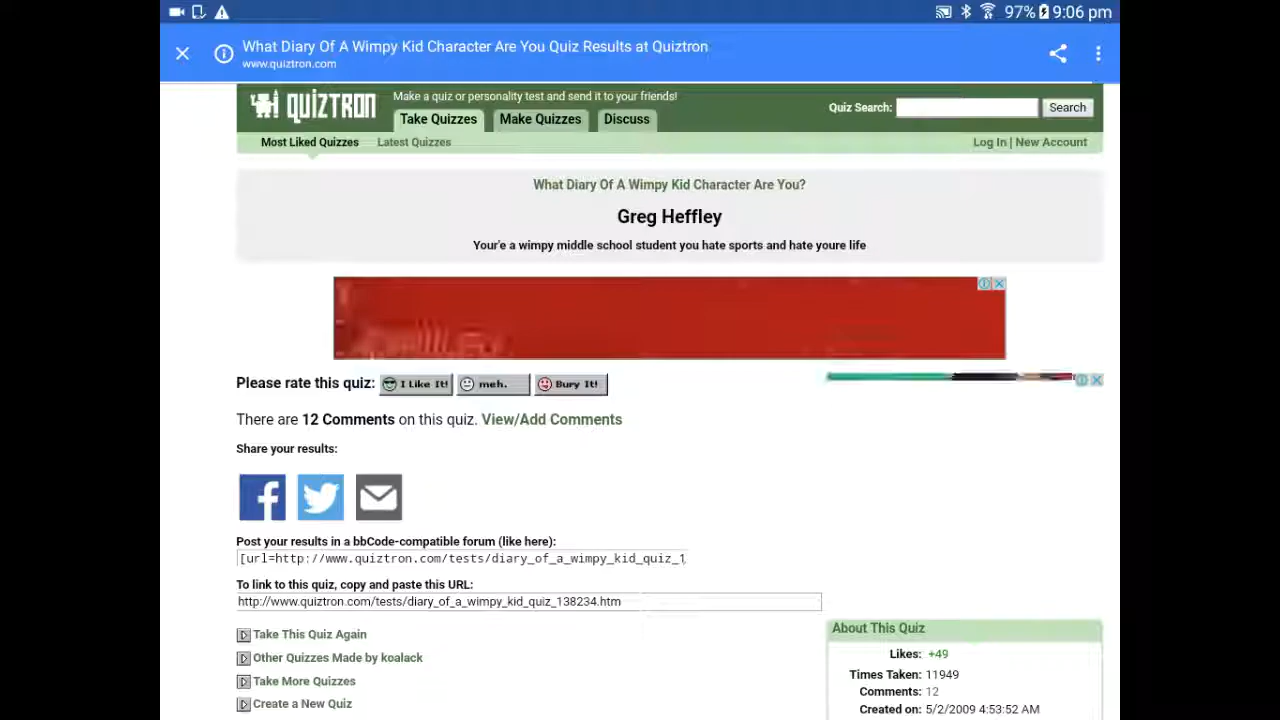 97% 9:06 pm
What Diary Of A Wimpy Kid Character Are You Quiz Results at Quiztron
www.quiztron.com
QUIZTRON
Make a quiz or personality test and send it to your friends!
Quiz Search: Search
Take Quizzes Make Quizzes Discuss
Most Liked Quizzes Latest Quizzes Log In | New Account
What Diary Of A Wimpy Kid Character Are You?
Greg Heffley
Your'e a wimpy middle school student you hate sports and hate youre life
Please rate this quiz: I Like It! meh. Bury It!
There are 12 Comments on this quiz. View/Add Comments
Share your results:
Post your results in a bbCode-compatible forum (like here):
[url=http://www.quiztron.com/tests/diary_of_a_wimpy_kid_quiz_1
To link to this quiz, copy and paste this URL:
http://www.quiztron.com/tests/diary_of_a_wimpy_kid_quiz_138234.htm
Take This Quiz Again
Other Quizzes Made by koalack
Take More Quizzes
Create a New Quiz
About This Quiz
Likes: +49
Times Taken: 11949
Comments: 12
Created on: 5/2/2009 4:53:52 AM